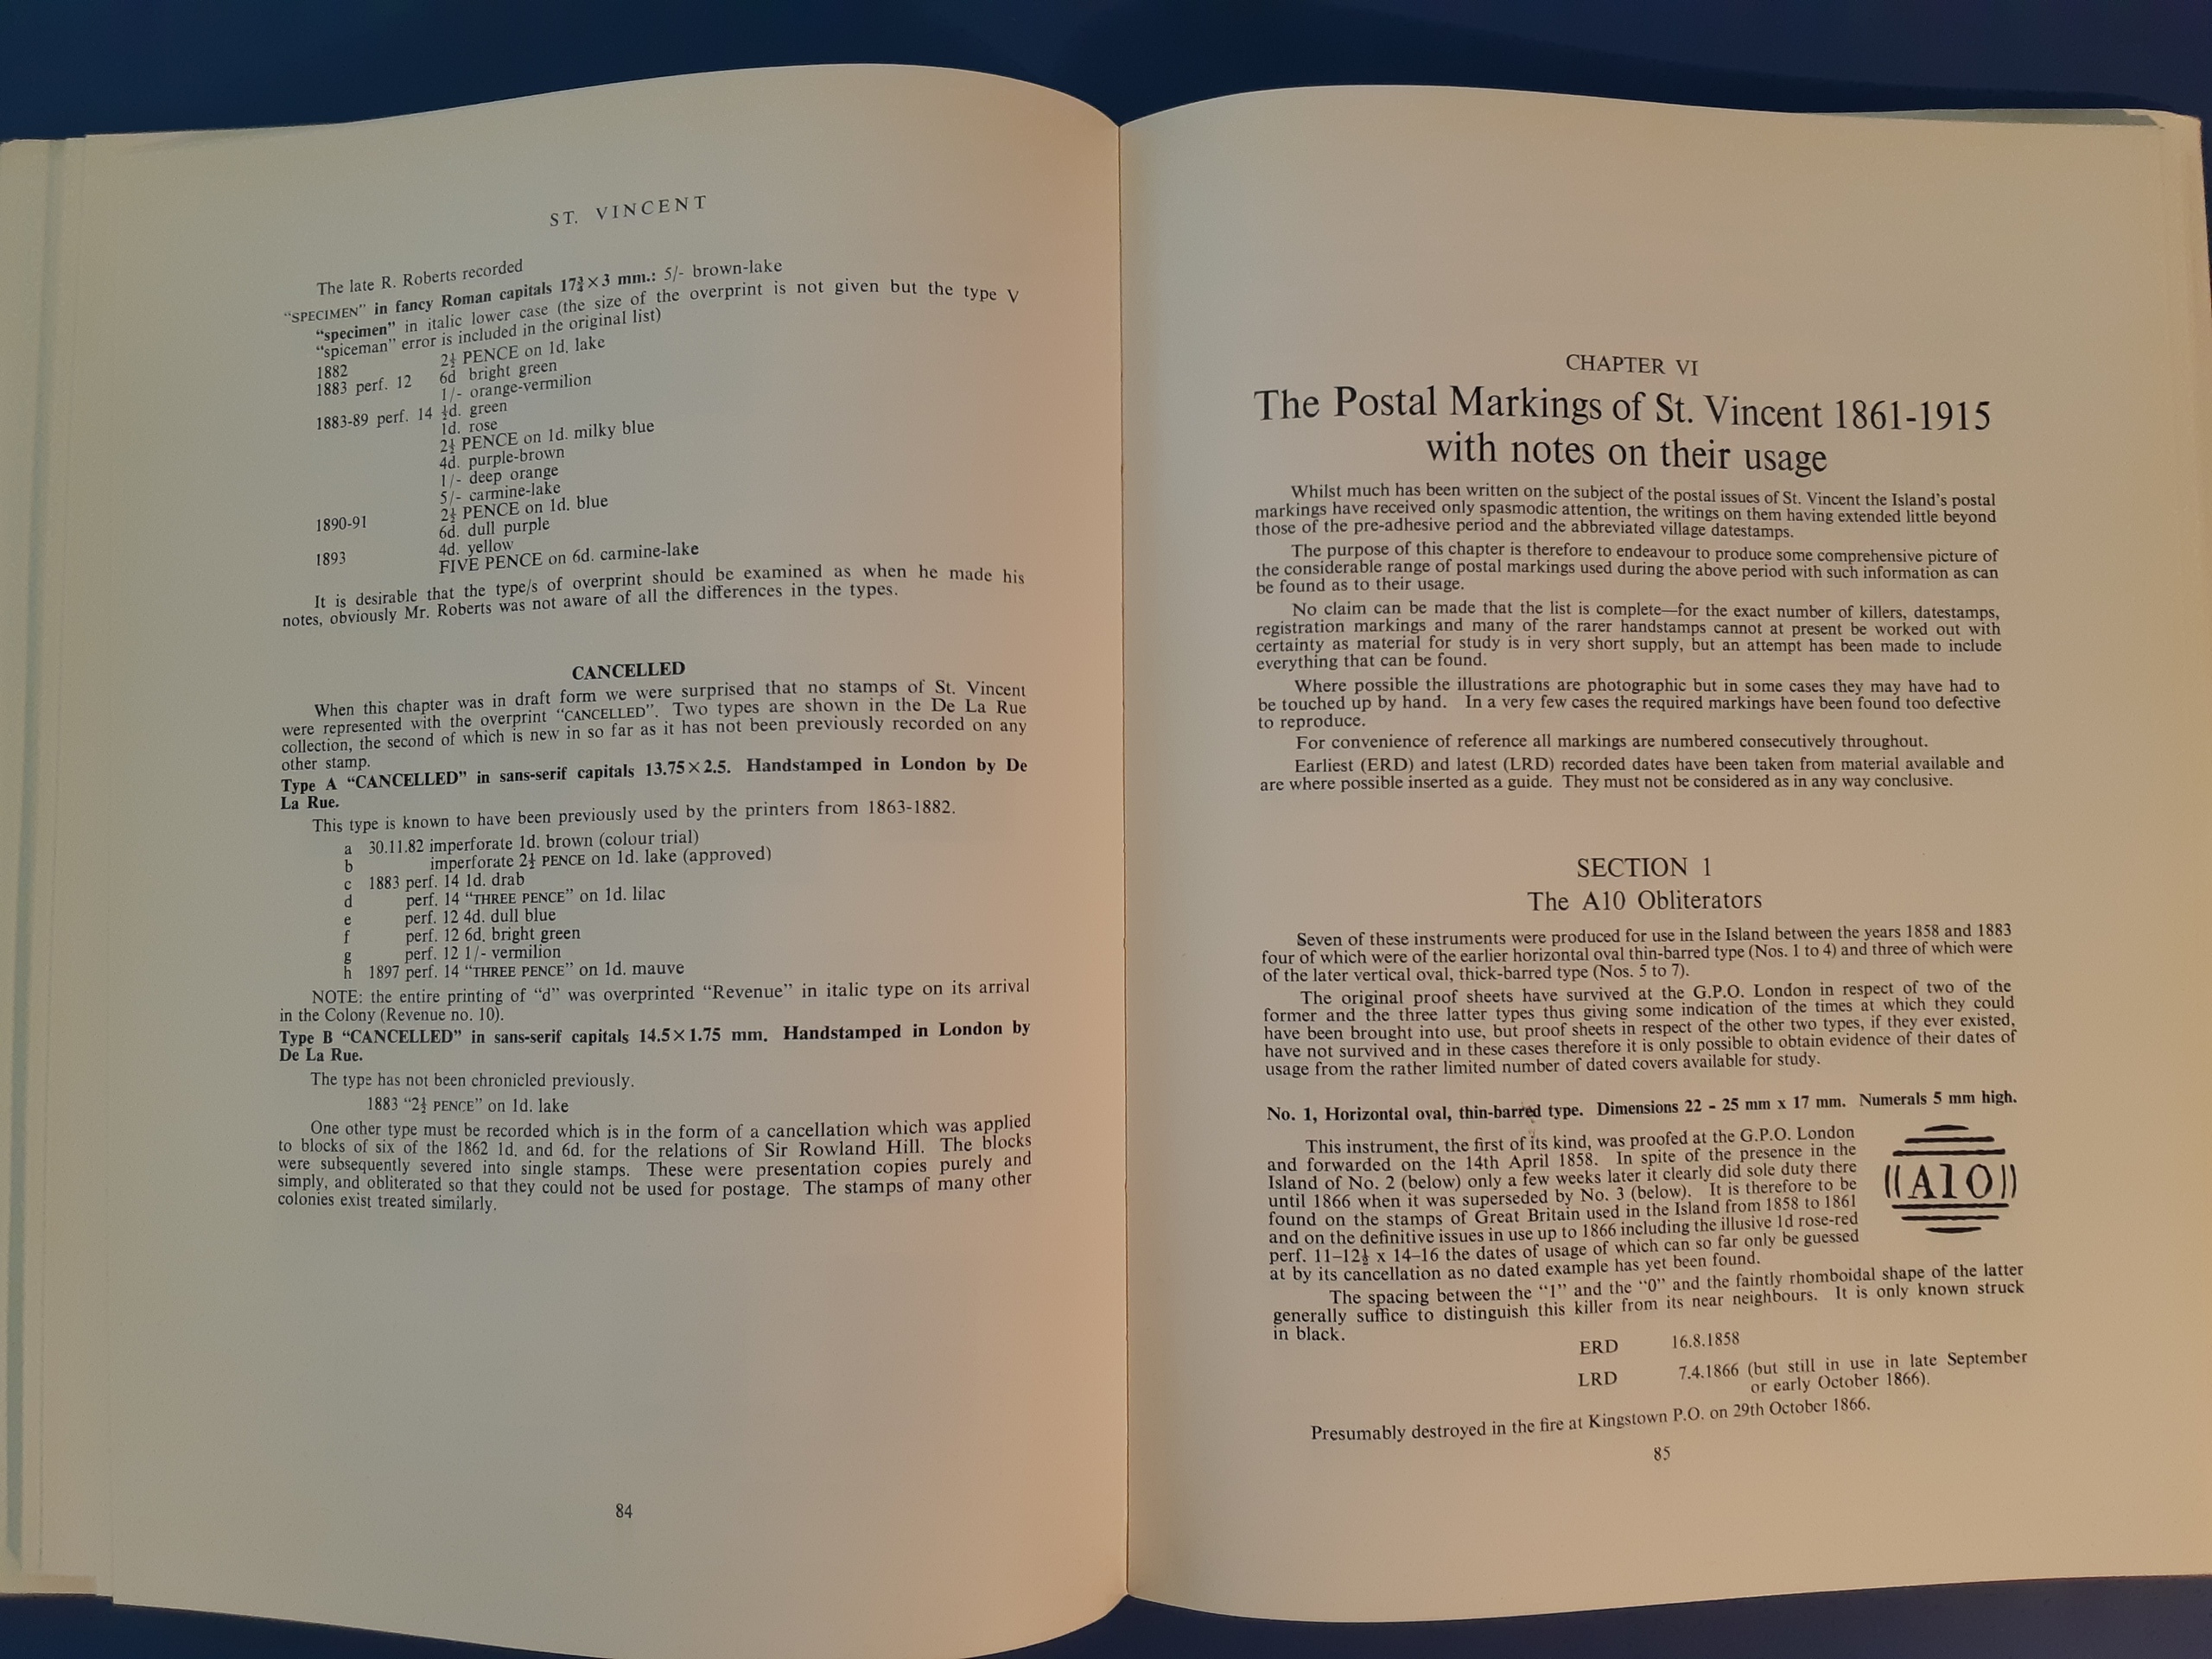 ST. VINCENT
The late R. Roberts recorded
"SPECIMEN" in fancy Roman capitals 17¾×3 mm.: 5/- brown-lake
"specimen" in italic lower case (the size of the overprint is not given but the type V
"spiceman" error is included in the original list)
1882 2½ PENCE on 1d. lake
1883 perf. 12 6d bright green
1/- orange-vermilion
1883-89 perf. 14 ½d. green
1d. rose
2½ PENCE on 1d. milky blue
4d. purple-brown
1/- deep orange
5/- carmine-lake
1890-91 2½ PENCE on 1d. blue
6d. dull purple
1893 4d. yellow
FIVE PENCE on 6d. carmine-lake
It is desirable that the type/s of overprint should be examined as when he made his
notes, obviously Mr. Roberts was not aware of all the differences in the types.
CANCELLED
When this chapter was in draft form we were surprised that no stamps of St. Vincent
were represented with the overprint "CANCELLED". Two types are shown in the De La Rue
collection, the second of which is new in so far as it has not been previously recorded on any
other stamp.
Type A "CANCELLED" in sans-serif capitals 13.75×2.5. Handstamped in London by De
La Rue.
This type is known to have been previously used by the printers from 1863-1882.
a 30.11.82 imperforate 1d. brown (colour trial)
b imperforate 2½ PENCE on 1d. lake (approved)
c 1883 perf. 14 1d. drab
d perf. 14 "THREE PENCE" on 1d. lilac
e perf. 12 4d. dull blue
f perf. 12 6d. bright green
g perf. 12 1/- vermilion
h 1897 perf. 14 "THREE PENCE" on 1d. mauve
NOTE: the entire printing of "d" was overprinted "Revenue" in italic type on its arrival
in the Colony (Revenue no. 10).
Type B "CANCELLED" in sans-serif capitals 14.5×1.75 mm. Handstamped in London by
De La Rue.
The type has not been chronicled previously.
1883 "2½ PENCE" on 1d. lake
One other type must be recorded which is in the form of a cancellation which was applied
to blocks of six of the 1862 1d. and 6d. for the relations of Sir Rowland Hill. The blocks
were subsequently severed into single stamps. These were presentation copies purely and
simply, and obliterated so that they could not be used for postage. The stamps of many other
colonies exist treated similarly.
84
CHAPTER VI
The Postal Markings of St. Vincent 1861-1915
with notes on their usage
Whilst much has been written on the subject of the postal issues of St. Vincent the Island's postal
markings have received only spasmodic attention, the writings on them having extended little beyond
those of the pre-adhesive period and the abbreviated village datestamps.
The purpose of this chapter is therefore to endeavour to produce some comprehensive picture of
the considerable range of postal markings used during the above period with such information as can
be found as to their usage.
No claim can be made that the list is complete—for the exact number of killers, datestamps,
registration markings and many of the rarer handstamps cannot at present be worked out with
certainty as material for study is in very short supply, but an attempt has been made to include
everything that can be found.
Where possible the illustrations are photographic but in some cases they may have had to
be touched up by hand. In a very few cases the required markings have been found too defective
to reproduce.
For convenience of reference all markings are numbered consecutively throughout.
Earliest (ERD) and latest (LRD) recorded dates have been taken from material available and
are where possible inserted as a guide. They must not be considered as in any way conclusive.
SECTION 1
The A10 Obliterators
Seven of these instruments were produced for use in the Island between the years 1858 and 1883
four of which were of the earlier horizontal oval thin-barred type (Nos. 1 to 4) and three of which were
of the later vertical oval, thick-barred type (Nos. 5 to 7).
The original proof sheets have survived at the G.P.O. London in respect of two of the
former and the three latter types thus giving some indication of the times at which they could
have been brought into use, but proof sheets in respect of the other two types, if they ever existed,
have not survived and in these cases therefore it is only possible to obtain evidence of their dates of
usage from the rather limited number of dated covers available for study.
No. 1, Horizontal oval, thin-barred type. Dimensions 22 - 25 mm x 17 mm. Numerals 5 mm high.
This instrument, the first of its kind, was proofed at the G.P.O. London
and forwarded on the 14th April 1858. In spite of the presence in the
Island of No. 2 (below) only a few weeks later it clearly did sole duty there
until 1866 when it was superseded by No. 3 (below). It is therefore to be
found on the stamps of Great Britain used in the Island from 1858 to 1861
and on the definitive issues in use up to 1866 including the illusive 1d rose-red
perf. 11–12½ x 14–16 the dates of usage of which can so far only be guessed
at by its cancellation as no dated example has yet been found.
A10
The spacing between the "1" and the "0" and the faintly rhomboidal shape of the latter
generally suffice to distinguish this killer from its near neighbours. It is only known struck
in black.
ERD 16.8.1858
LRD 7.4.1866 (but still in use in late September
or early October 1866).
Presumably destroyed in the fire at Kingstown P.O. on 29th October 1866.
85